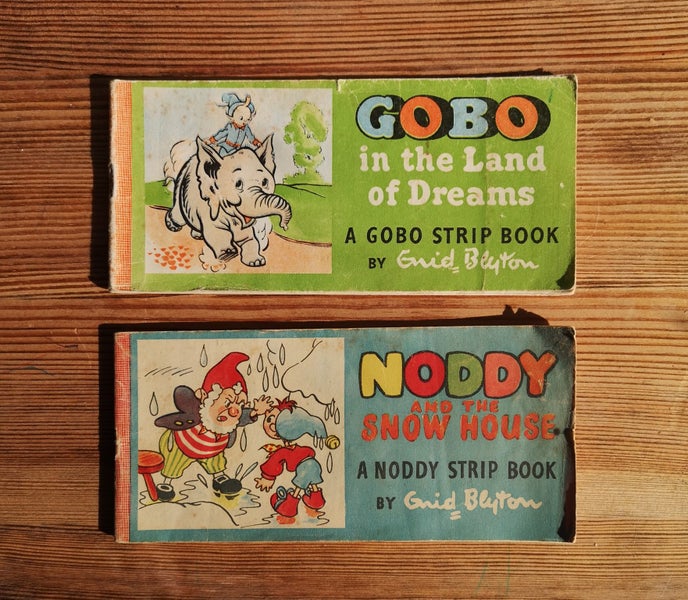 GOBO
in the Land
of Dreams
A GOBO STRIP BOOK
BY Enid Blyton
NODDY
AND THE
SNOW HOUSE
A NODDY STRIP BOOK
BY Enid Blyton